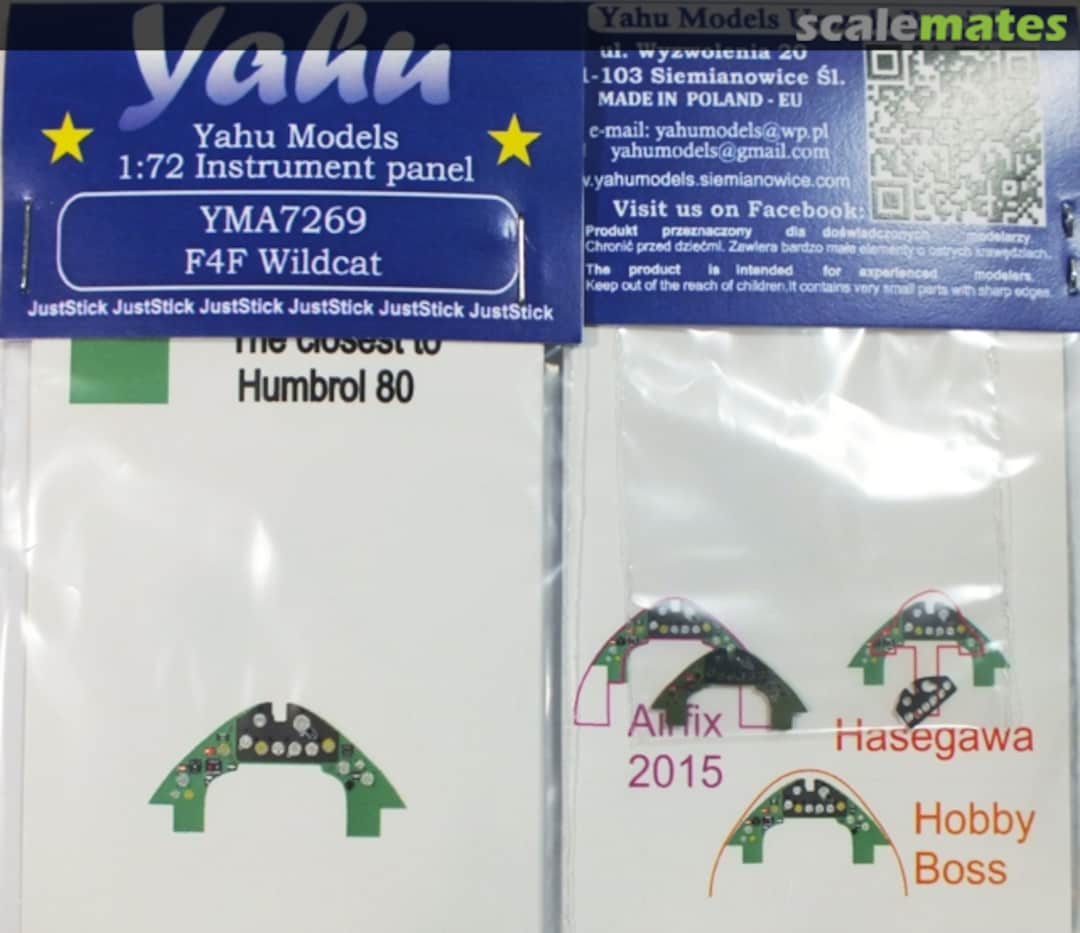 scalemates
Yahu
Yahu Models
1:72 Instrument panel
YMA7269
F4F Wildcat
JustStick JustStick JustStick JustStick JustStick JustStick
The closest to
Humbrol 80
Yahu Models
ul. Wyzwolenia 20
-103 Siemianowice Śl.
MADE IN POLAND - EU
e-mail: yahumodels@wp.pl
yahumodels@gmail.com
.yahumodels.siemianowice.com
Visit us on Facebook:
Produkt przeznaczony dla doświadczonych modelarzy.
Chronić przed dziećmi. Zawiera bardzo małe elementy o ostrych krawędziach.
The product is intended for experienced modelers.
Keep out of the reach of children.It contains very small parts with sharp edges.
Airfix
2015
Hasegawa
Hobby
Boss